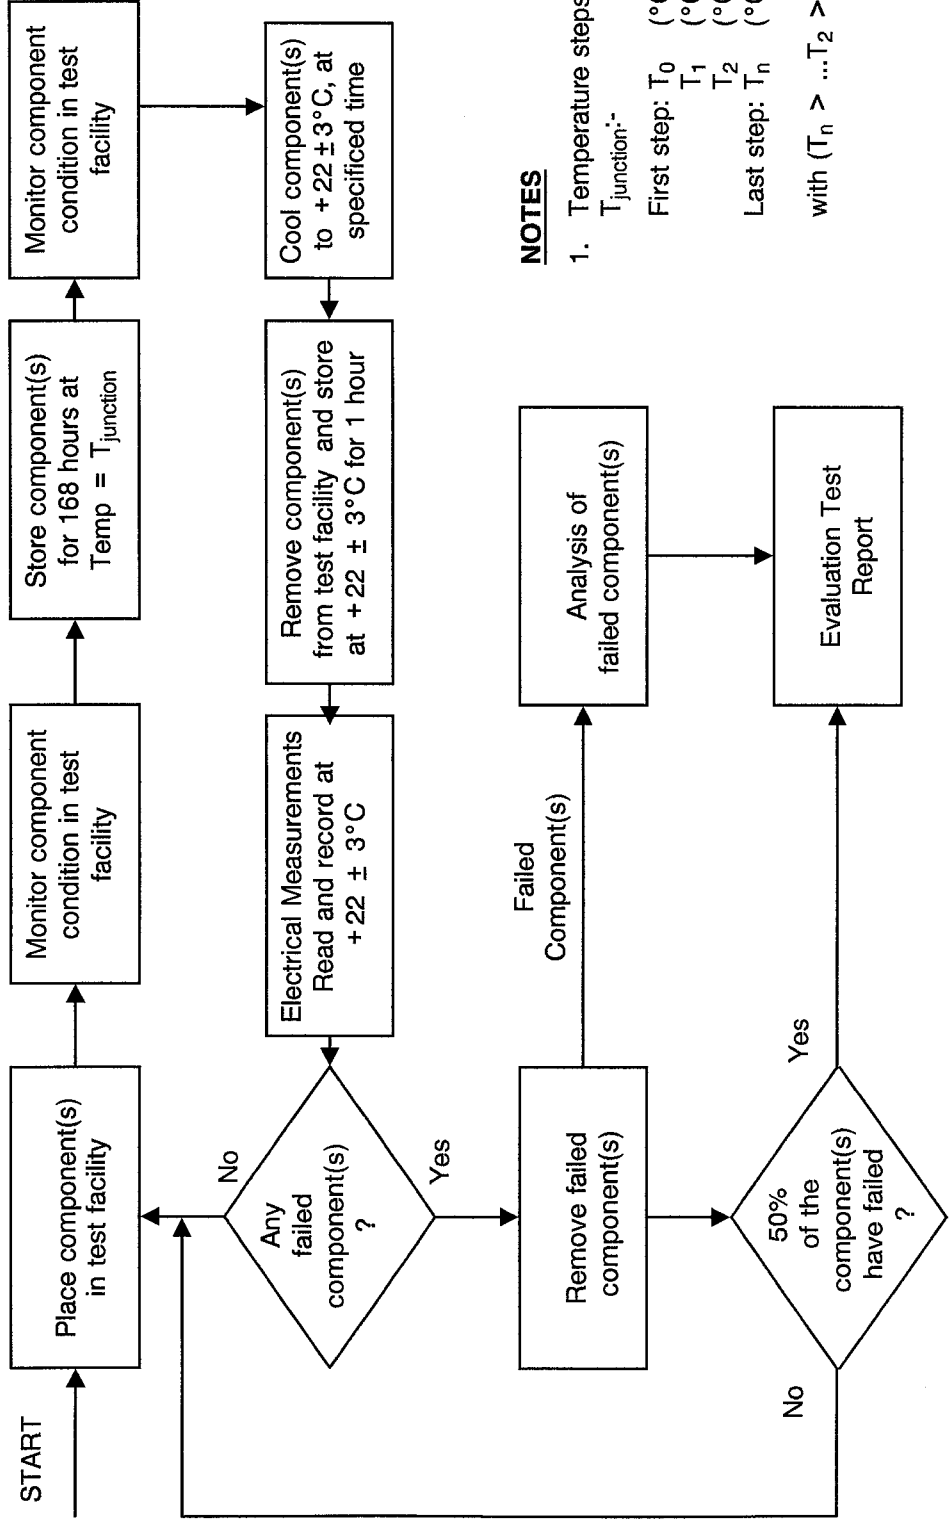 START
Place component(s)
in test facility
Monitor component
condition in test
facility
Store component(s)
for 168 hours at
Temp = Tjunction
Monitor component
condition in test
facility
Cool component(s)
to +22 ± 3°C, at
specificed time
Remove component(s)
from test facility and store
at +22 ± 3°C for 1 hour
Electrical Measurements
Read and record at
+22 ± 3°C
Any
failed
component(s)
?
No
Yes
Remove failed
component(s)
Failed
Component(s)
Analysis of
failed component(s)
50%
of the
component(s)
have failed
?
No
Yes
Evaluation Test
Report
NOTES
1. Temperature steps
Tjunction:-
First step: T0 (°
T1 (°
T2 (°
Last step: Tn (°
with (Tn > ...T2 >